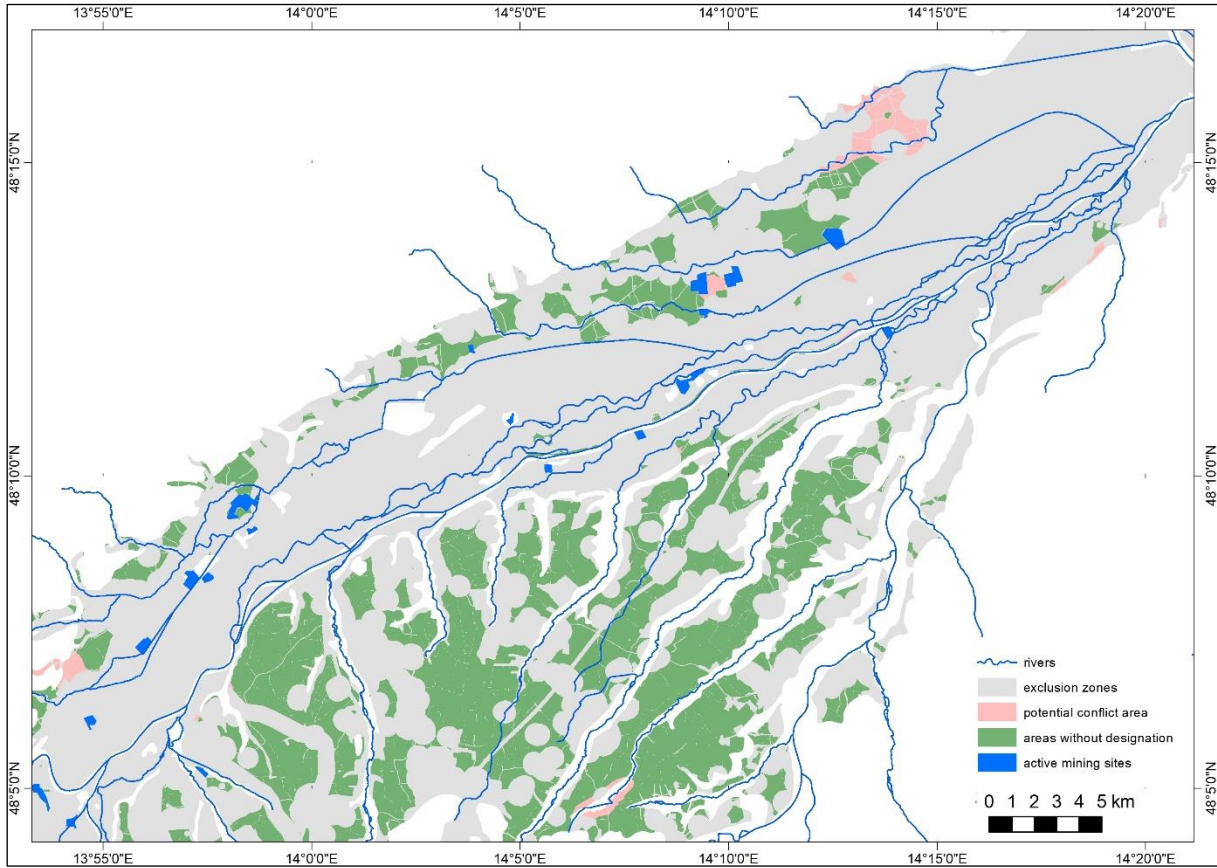 13°55'0"E 14°0'0"E 14°5'0"E 14°10'0"E 14°15'0"E 14°20'0"E
48°15'0"N 48°15'0"N
48°10'0"N 48°10'0"N
rivers
exclusion zones
potential conflict area
areas without designation
active mining sites
48°5'0"N 48°5'0"N
0 1 2 3 4 5 km
13°55'0"E 14°0'0"E 14°5'0"E 14°10'0"E 14°15'0"E 14°20'0"E